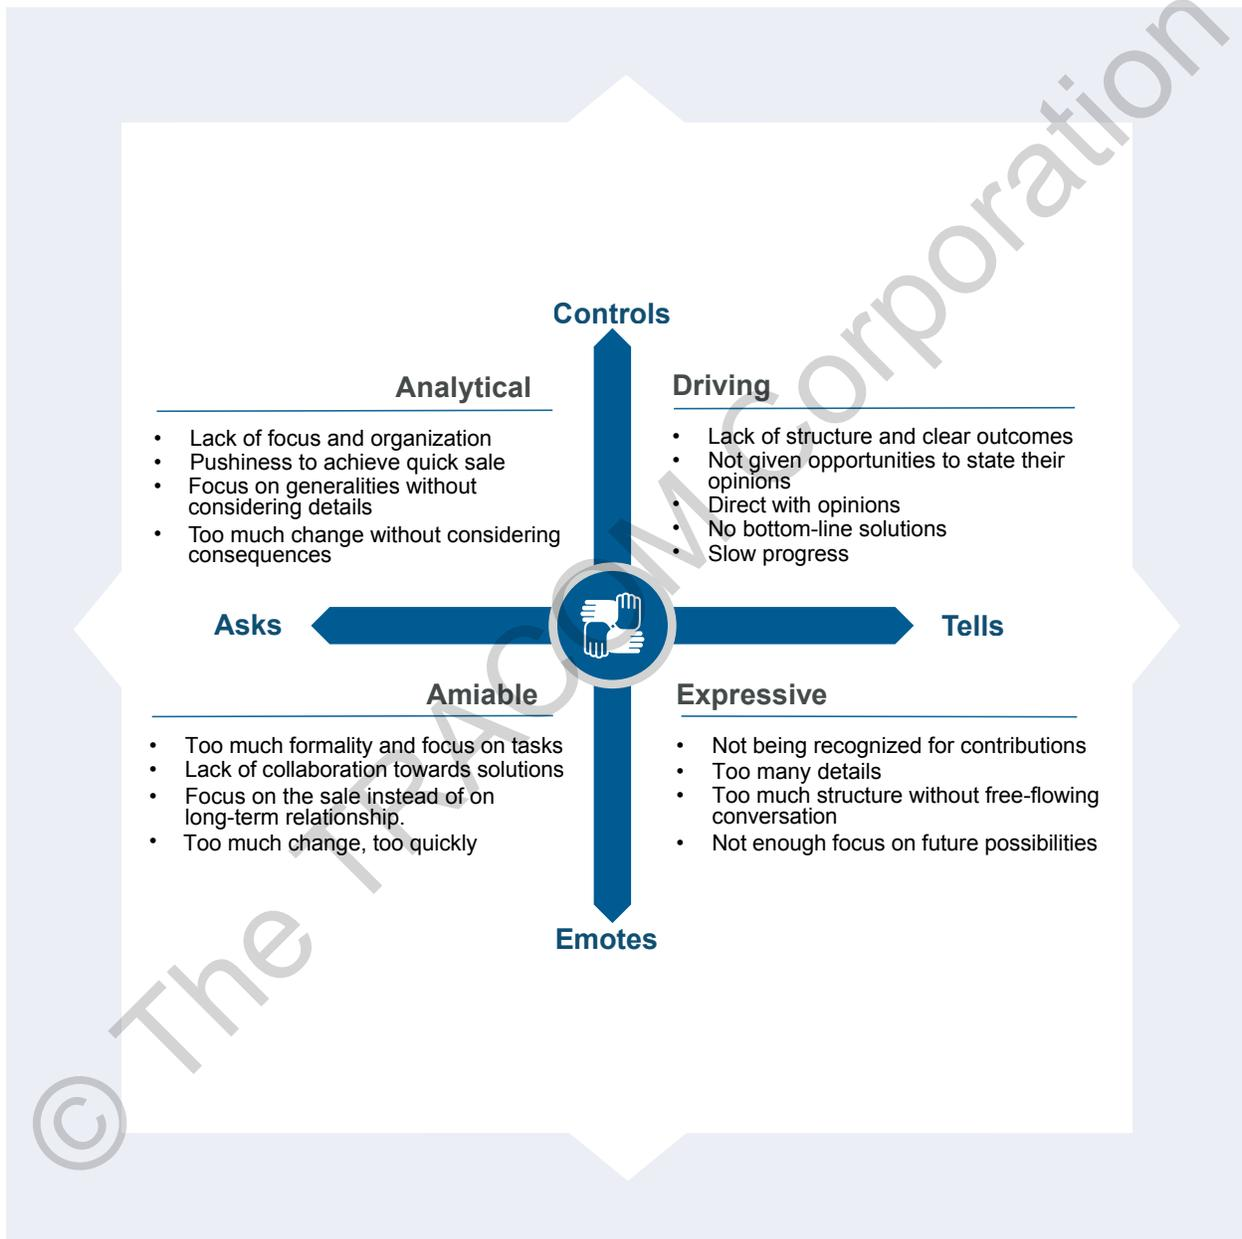 Controls
Analytical
• Lack of focus and organization
• Pushiness to achieve quick sale
• Focus on generalities without
considering details
• Too much change without considering
consequences
Driving
• Lack of structure and clear outcomes
• Not given opportunities to state their
opinions
• Direct with opinions
• No bottom-line solutions
• Slow progress
Asks
Tells
Amiable
• Too much formality and focus on tasks
• Lack of collaboration towards solutions
• Focus on the sale instead of on
long-term relationship.
• Too much change, too quickly
Expressive
• Not being recognized for contributions
• Too many details
• Too much structure without free-flowing
conversation
• Not enough focus on future possibilities
Emotes
© The TRACOM Corporation